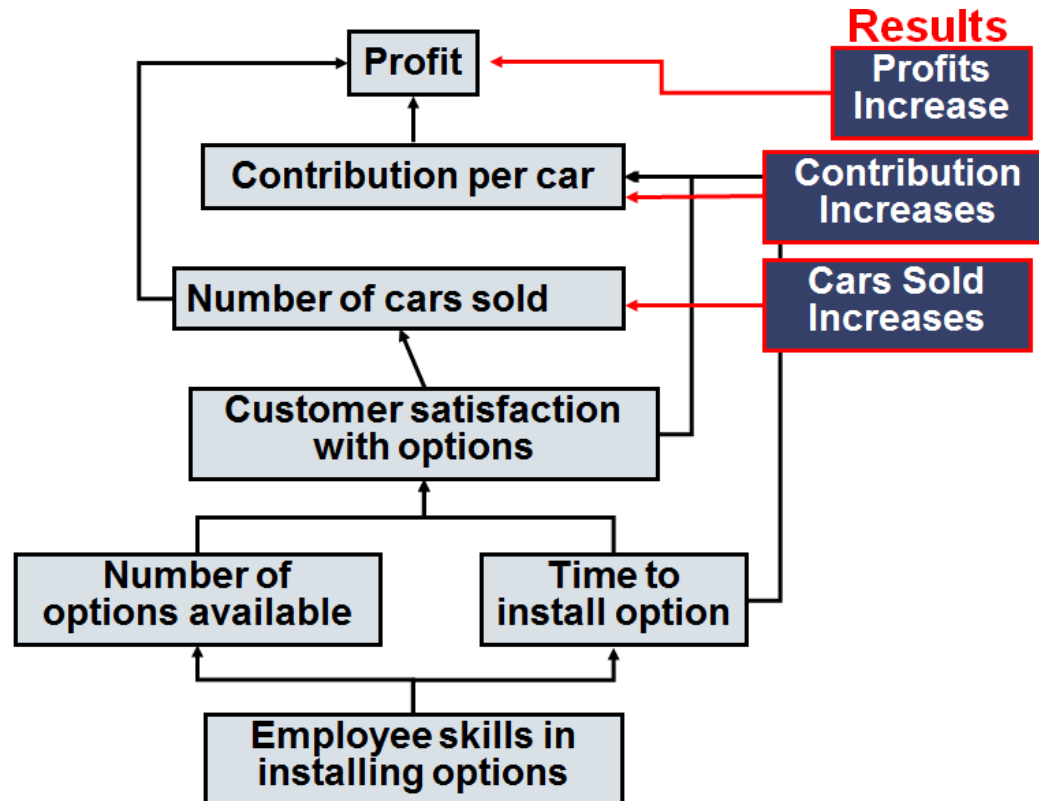 Results
Profit
Profits
Increase
Contribution per car
Contribution
Increases
Number of cars sold
Cars Sold
Increases
Customer satisfaction
with options
Number of
options available
Time to
install option
Employee skills in
installing options